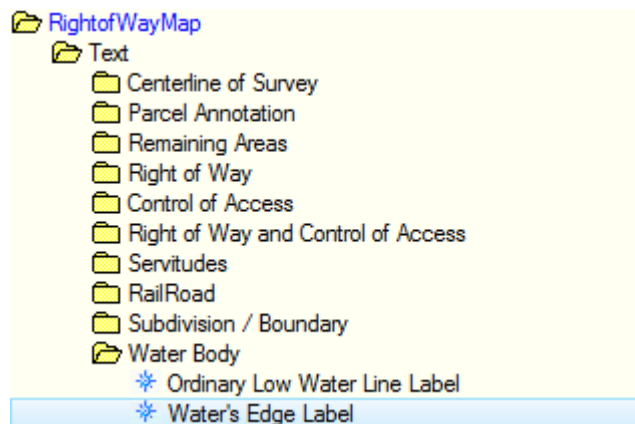 RightofWayMap
Text
Centerline of Survey
Parcel Annotation
Remaining Areas
Right of Way
Control of Access
Right of Way and Control of Access
Servitudes
RailRoad
Subdivision / Boundary
Water Body
Ordinary Low Water Line Label
Water's Edge Label